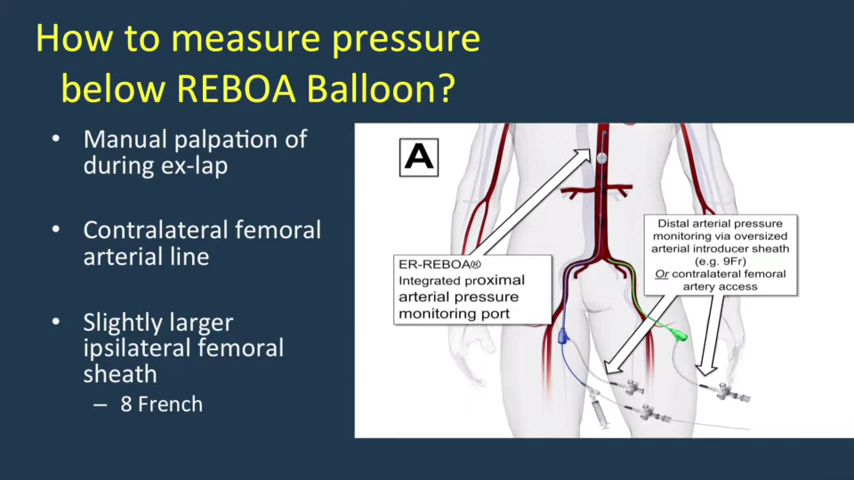 How to measure pressure
below REBOA Balloon?
• Manual palpation of
during ex-lap
• Contralateral femoral
arterial line
• Slightly larger
ipsilateral femoral
sheath
– 8 French
A
ER-REBOA®
Integrated proximal
arterial pressure
monitoring port
Distal arterial pressure
monitoring via oversized
arterial introducer sheath
(e.g. 9Fr)
Or contralateral femoral
artery access